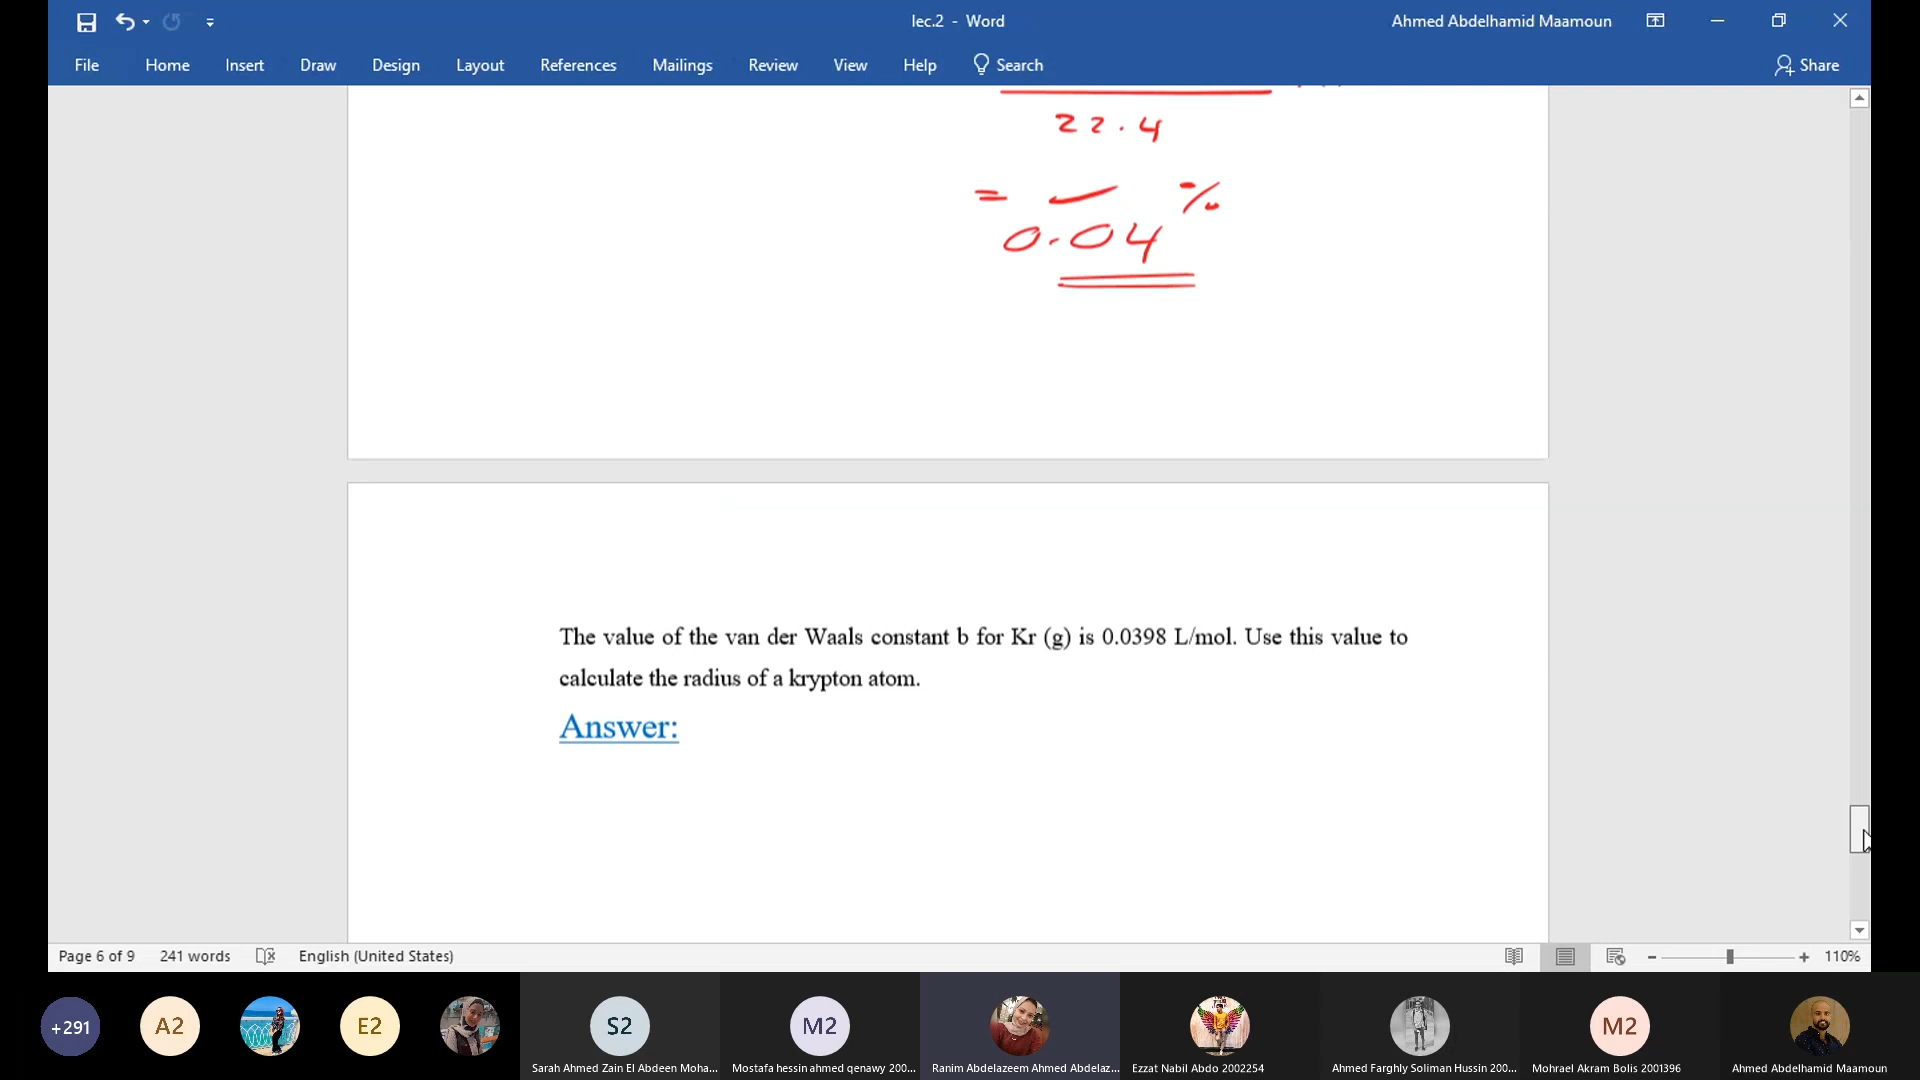 lec.2 - Word
Ahmed Abdelhamid Maamoun
File Home Insert Draw Design Layout References Mailings Review View Help Search Share
22.4
= ✓ %
0.04
The value of the van der Waals constant b for Kr (g) is 0.0398 L/mol. Use this value to
calculate the radius of a krypton atom.
Answer:
Page 6 of 9 241 words English (United States) 110%
+291 A2 E2 S2 M2 M2
Sarah Ahmed Zain El Abdeen Moha... Mostafa hessin ahmed qenawy 200... Ranim Abdelazeem Ahmed Abdelaz... Ezzat Nabil Abdo 2002254 Ahmed Farghly Soliman Hussin 200... Mohrael Akram Bolis 2001396 Ahmed Abdelhamid Maamoun